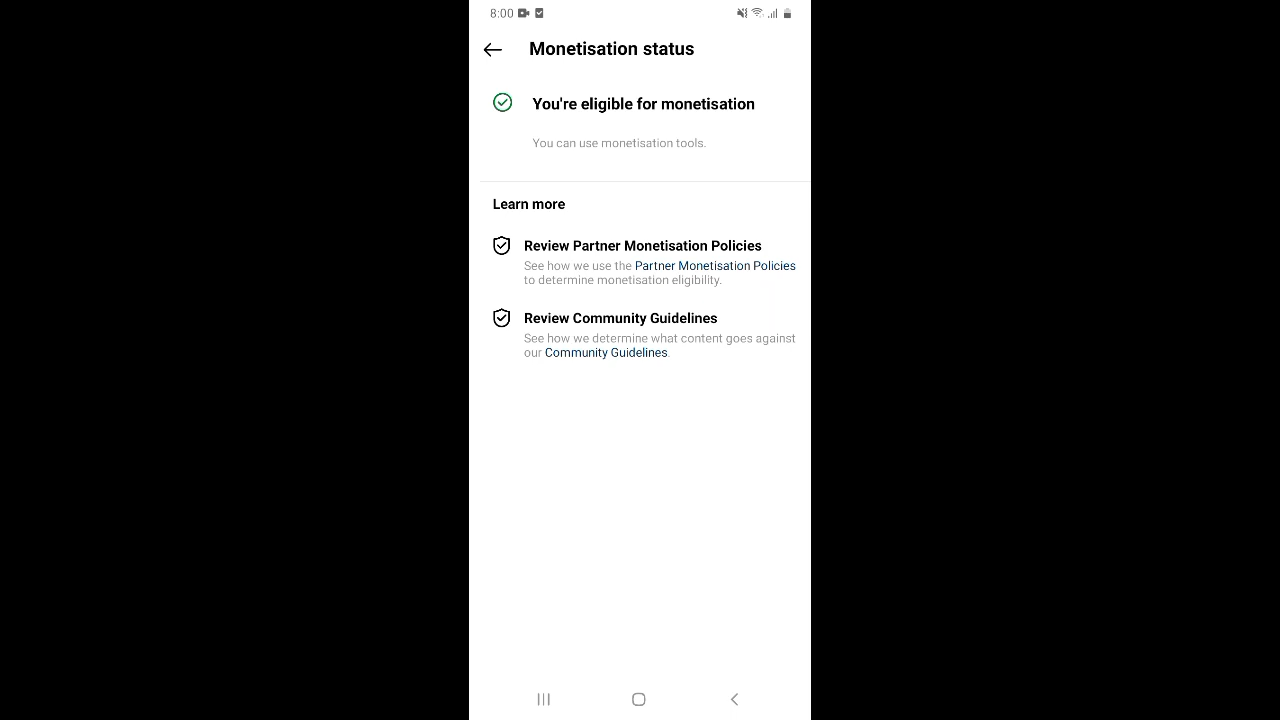 8:00
Monetisation status
You're eligible for monetisation
You can use monetisation tools.
Learn more
Review Partner Monetisation Policies
See how we use the Partner Monetisation Policies
to determine monetisation eligibility.
Review Community Guidelines
See how we determine what content goes against
our Community Guidelines.